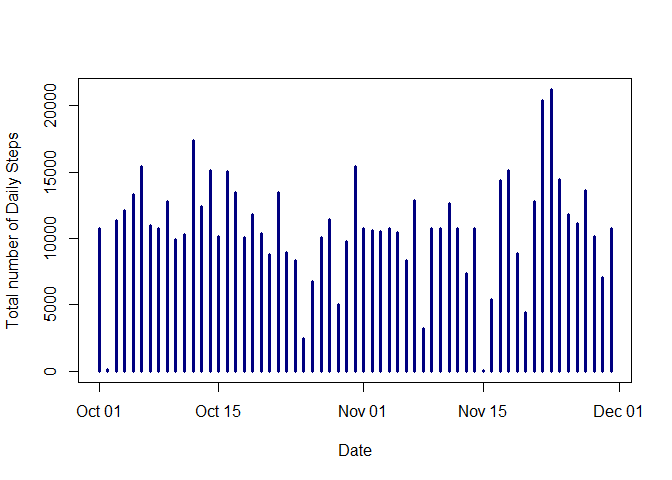 Total number of Daily Steps
20000
15000
10000
5000
0
Oct 01
Oct 15
Nov 01
Nov 15
Dec 01
Date